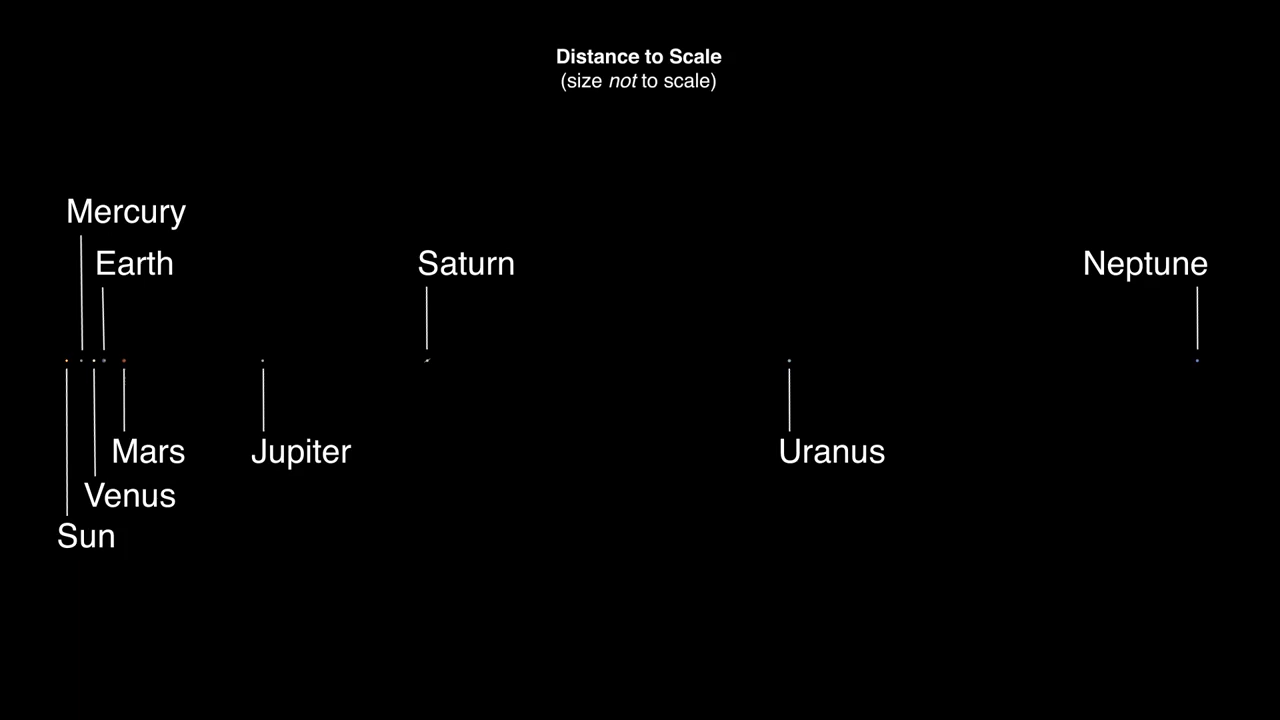 Distance to Scale
(size not to scale)
Mercury
Earth
Saturn
Neptune
Mars
Jupiter
Uranus
Venus
Sun